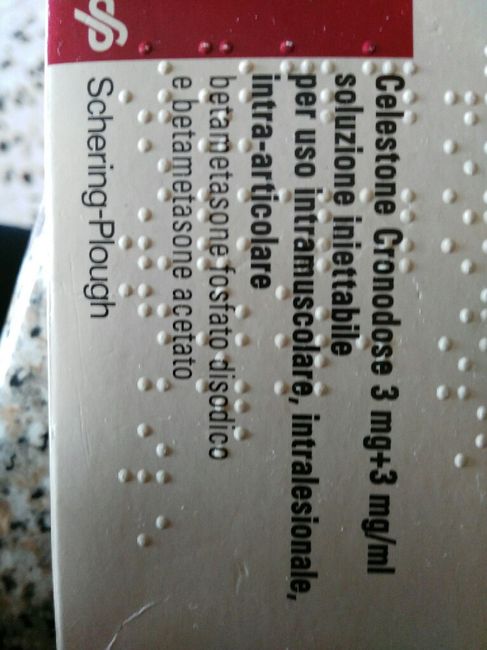 Celestone Cronodose 3 mg+3 mg/ml
soluzione iniettabile
per uso intramuscolare, intralesionale,
intra-articolare
betametasone fosfato disodico
e betametasone acetato
Schering-Plough